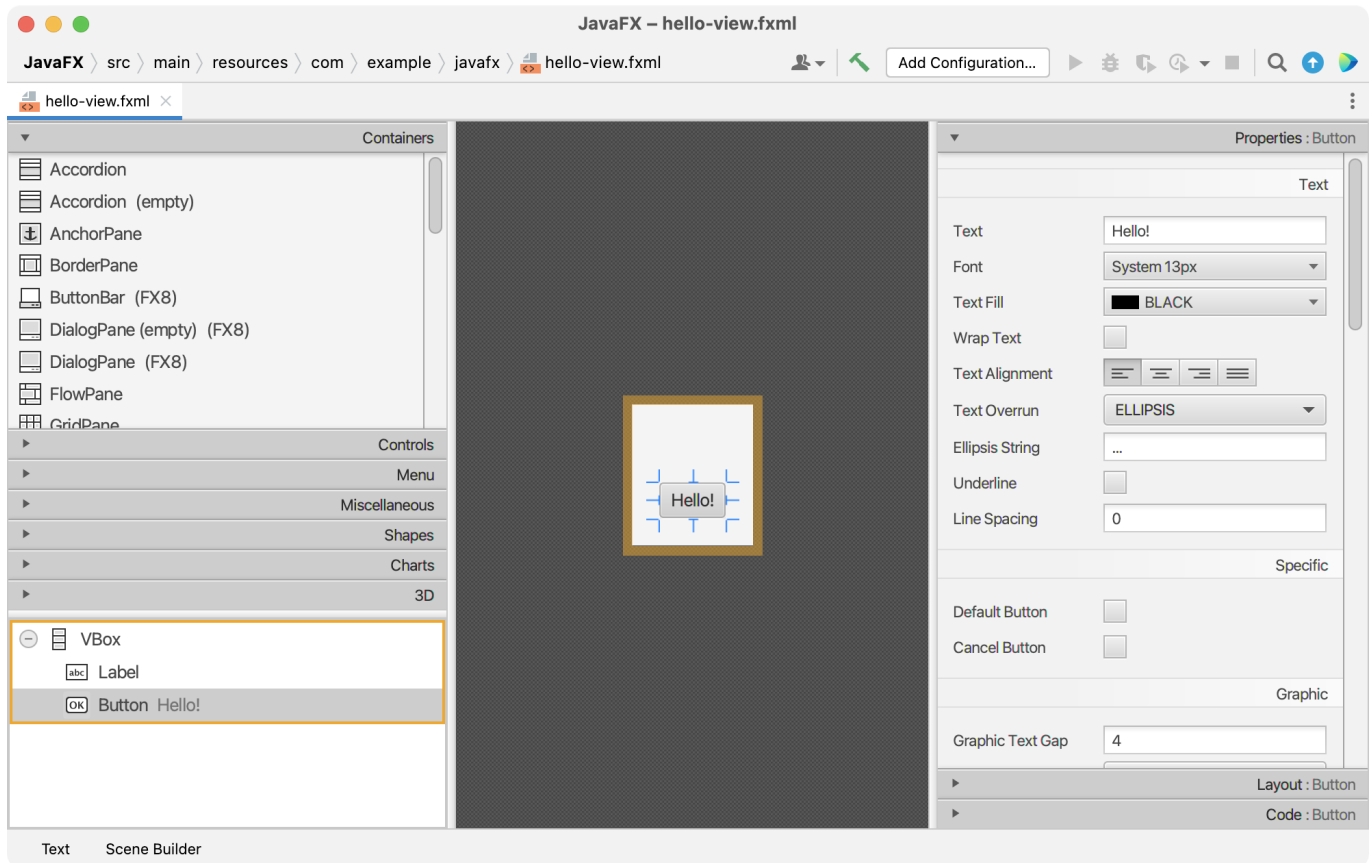 JavaFX – hello-view.fxml
JavaFX src main resources com example javafx hello-view.fxml Add Configuration...
hello-view.fxml
Containers
Accordion
Accordion (empty)
AnchorPane
BorderPane
ButtonBar (FX8)
DialogPane (empty) (FX8)
DialogPane (FX8)
FlowPane
GridPane
Controls
Menu
Miscellaneous
Shapes
Charts
3D
VBox
abc Label
OK Button Hello!
Hello!
Properties : Button
Text
Text Hello!
Font System 13px
Text Fill BLACK
Wrap Text
Text Alignment
Text Overrun ELLIPSIS
Ellipsis String ...
Underline
Line Spacing 0
Specific
Default Button
Cancel Button
Graphic
Graphic Text Gap 4
Layout : Button
Code : Button
Text Scene Builder